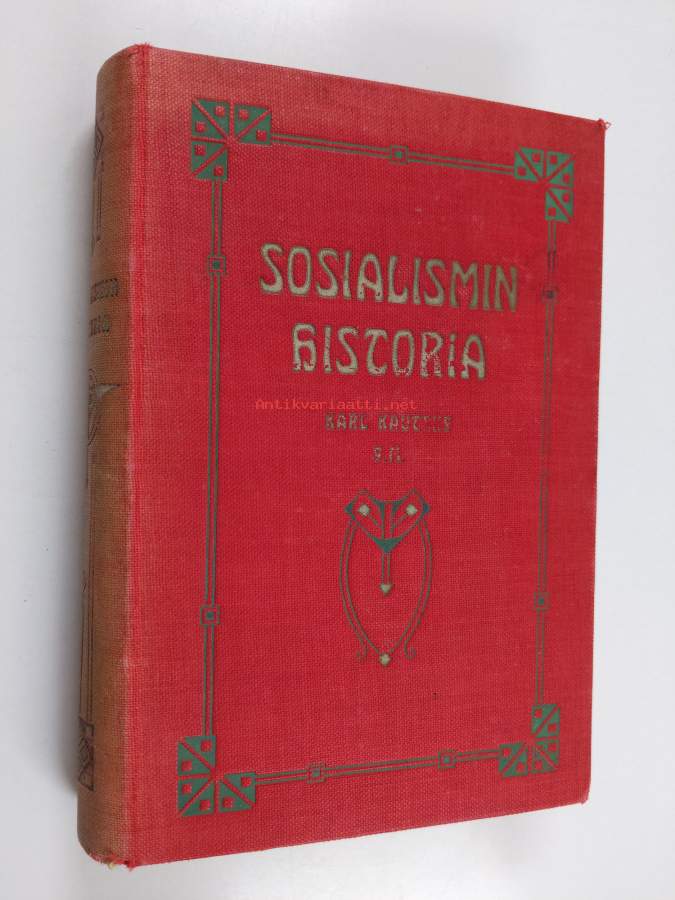 SOSIALISMIN
HISTORIA
Antikvariaatti.net
KARL KAUTSKY